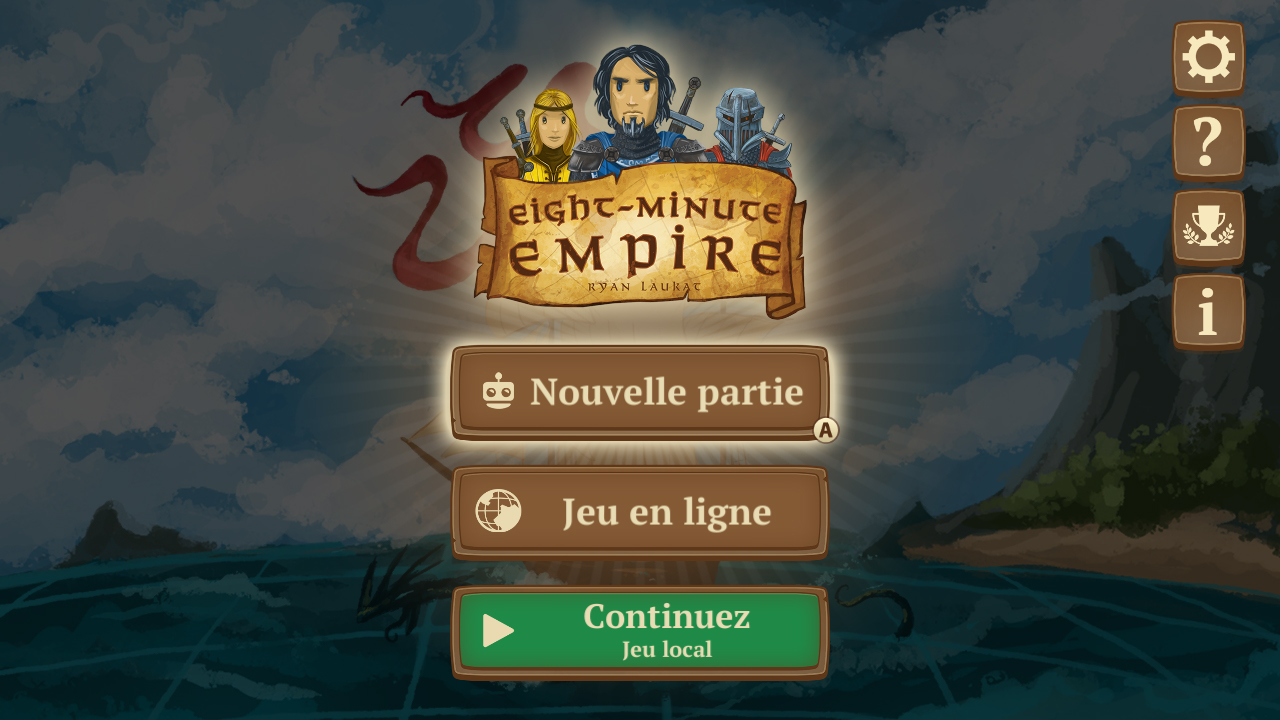 EIGHT-MINUTE
EMPIRE
RYAN LAUKAT
Nouvelle partie
A
Jeu en ligne
Continuez
Jeu local
?
i